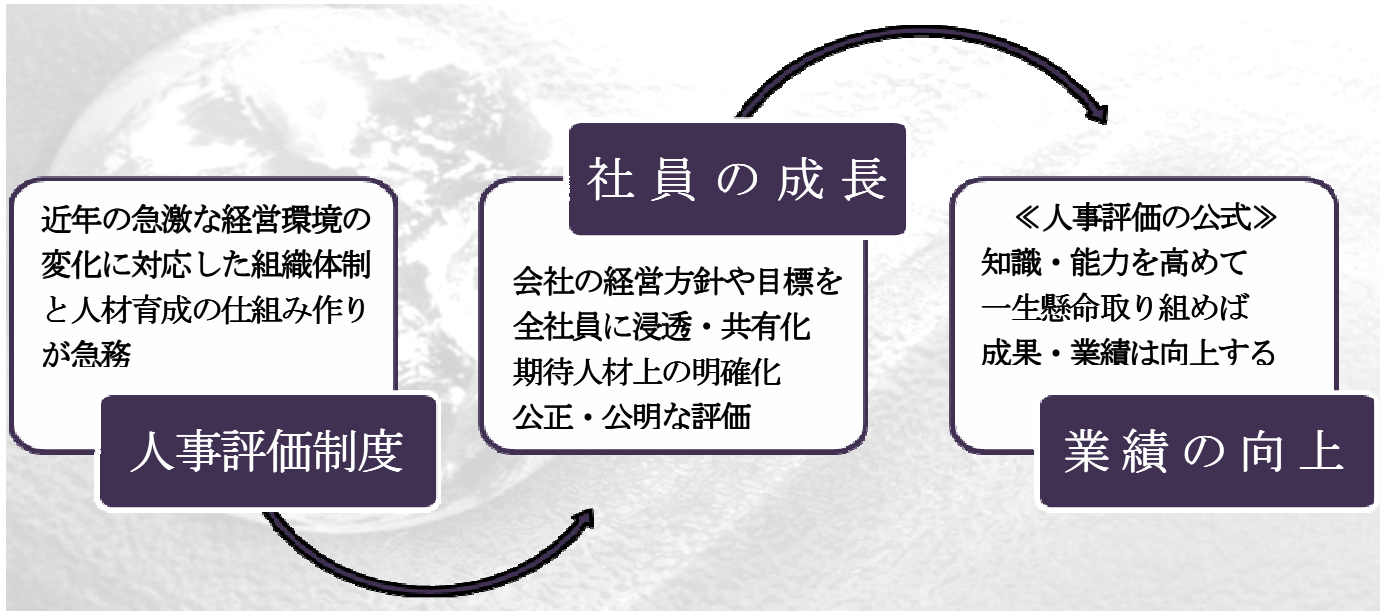 近年の急激な経営環境の
変化に対応した組織体制
と人材育成の仕組み作り
が急務
人事評価制度
社員の成長
会社の経営方針や目標を
全社員に浸透・共有化
期待人材上の明確化
公正・公明な評価
≪人事評価の公式≫
知識・能力を高めて
一生懸命取り組めば
成果・業績は向上する
業績の向上